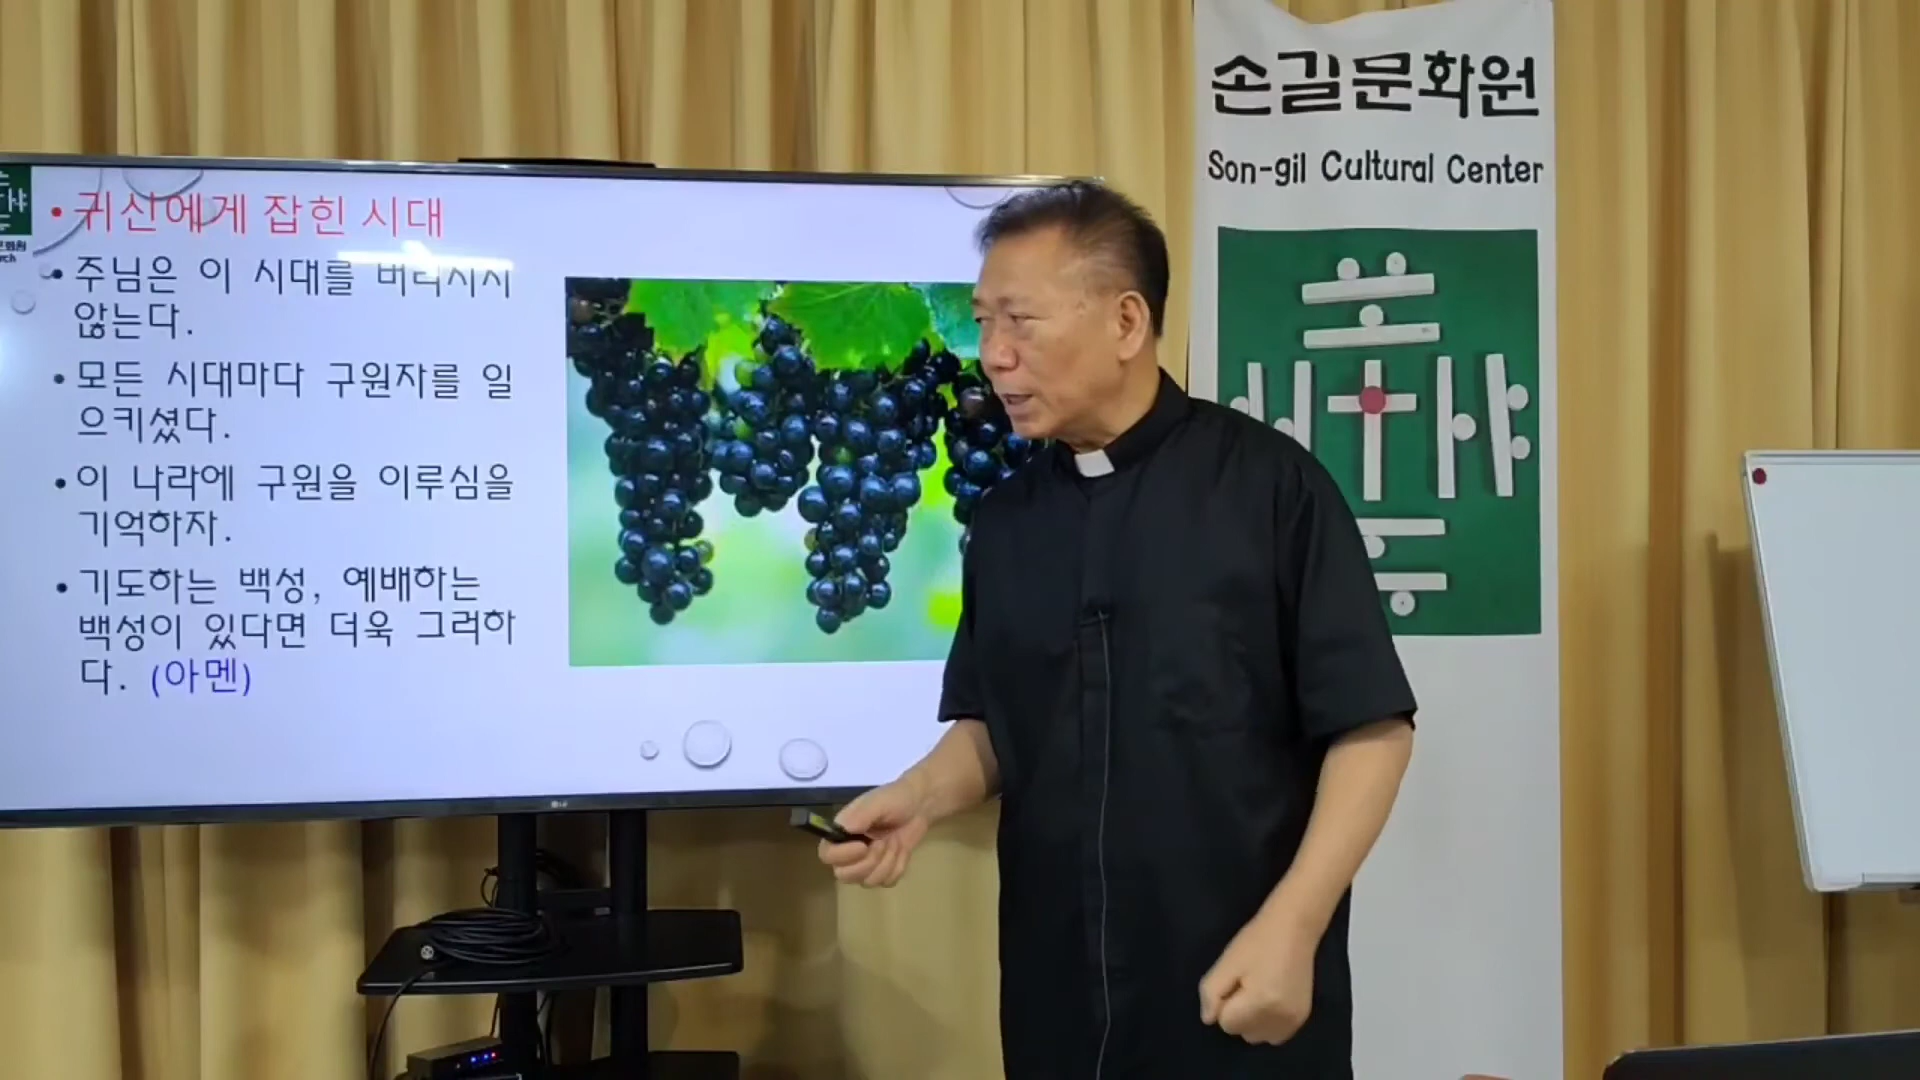 손길문화원
Son-gil Cultural Center
• 귀신에게 잡힌 시대
• 주님은 이 시대를 버리시지
않는다.
• 모든 시대마다 구원자를 일
으키셨다.
• 이 나라에 구원을 이루심을
기억하자.
• 기도하는 백성, 예배하는
백성이 있다면 더욱 그러하
다. (아멘)
LG